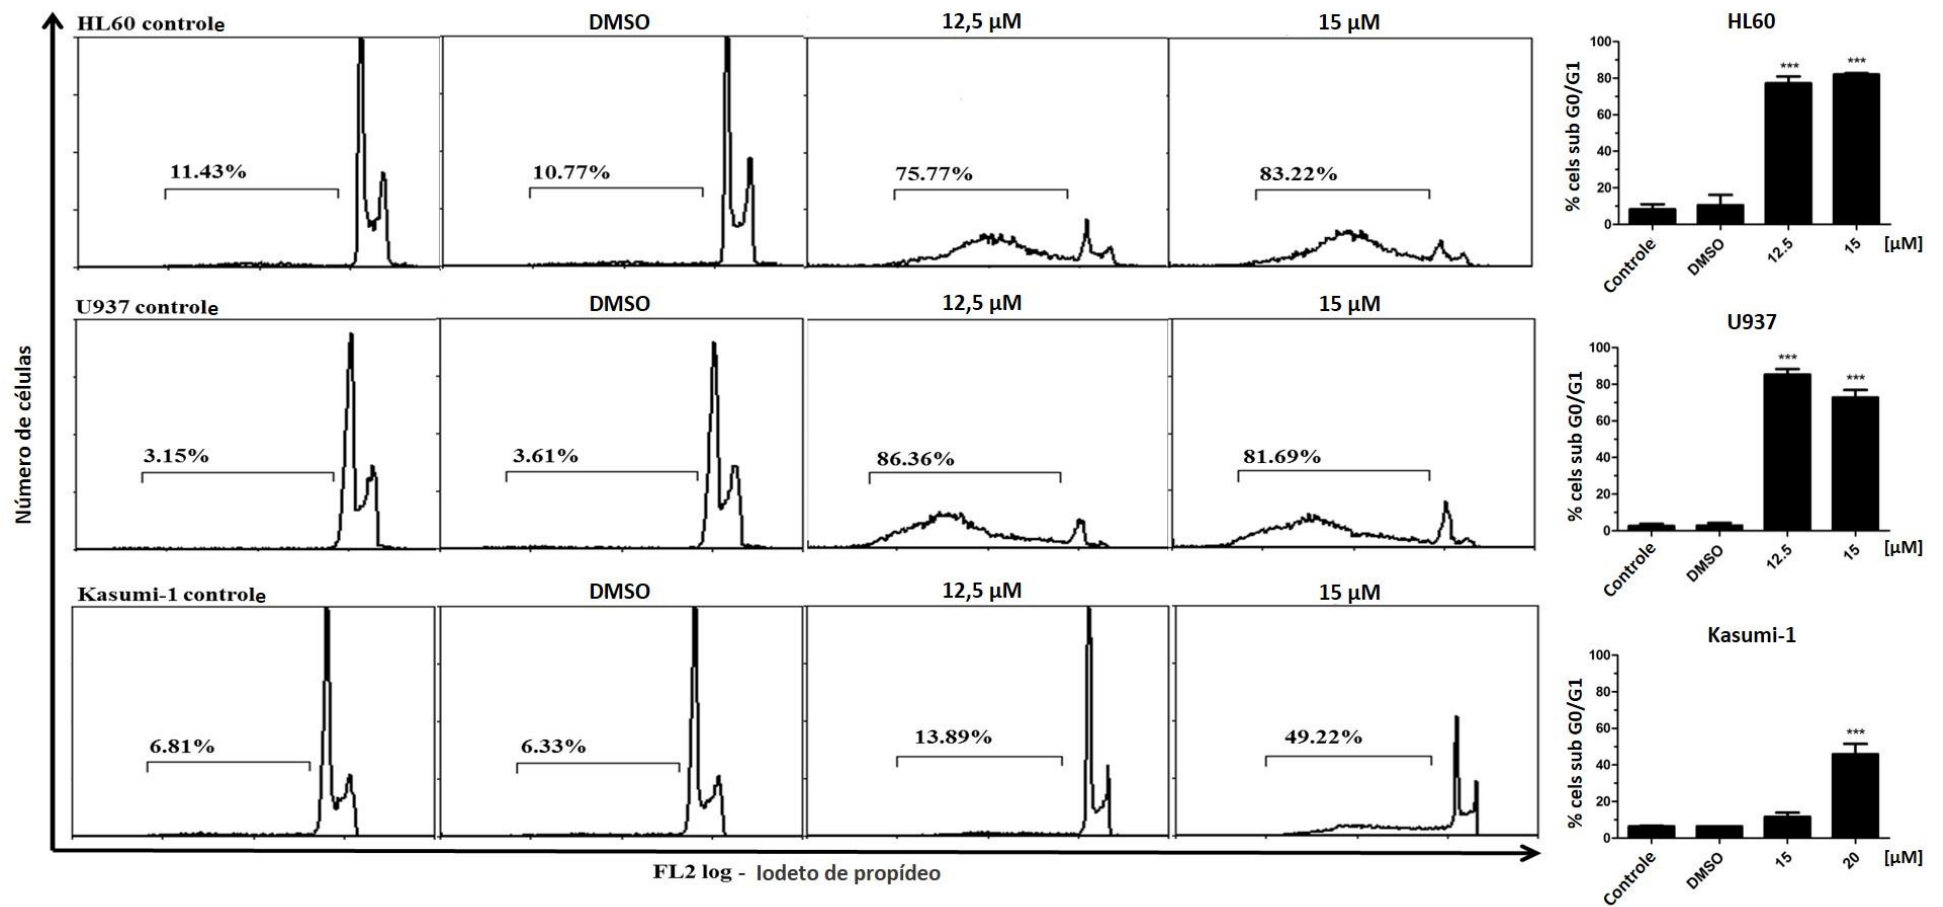 HL60 controle DMSO 12,5 µM 15 µM
11.43% 10.77% 75.77% 83.22%
U937 controle DMSO 12,5 µM 15 µM
3.15% 3.61% 86.36% 81.69%
Kasumi-1 controle DMSO 12,5 µM 15 µM
6.81% 6.33% 13.89% 49.22%
Número de células
FL2 log - Iodeto de propídeo
HL60
% cels sub G0/G1
100
80
60
40
20
0
*** ***
Controle DMSO 12.5 15 [µM]
U937
% cels sub G0/G1
100
80
60
40
20
0
*** ***
Controle DMSO 12.5 15 [µM]
Kasumi-1
% cels sub G0/G1
100
80
60
40
20
0
***
Controle DMSO 15 20 [µM]